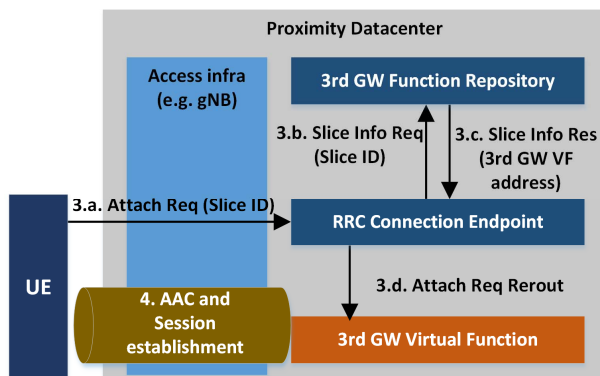 Proximity Datacenter
Access infra
(e.g. gNB)
3rd GW Function Repository
3.b. Slice Info Req
(Slice ID)
3.c. Slice Info Res
(3rd GW VF
address)
3.a. Attach Req (Slice ID)
RRC Connection Endpoint
UE
3.d. Attach Req Rerout
4. AAC and
Session
establishment
3rd GW Virtual Function